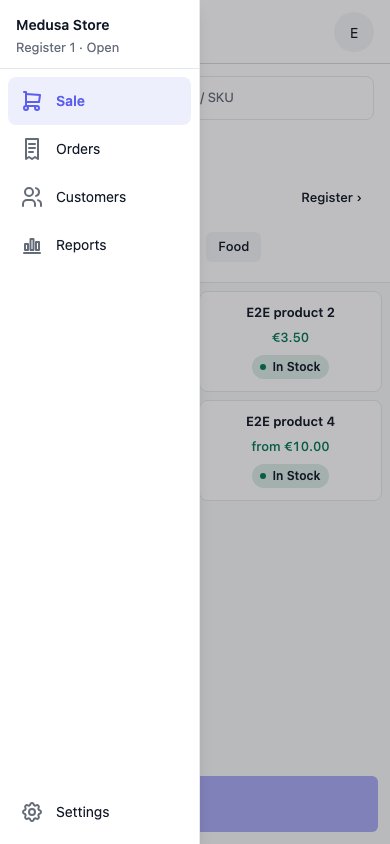 Medusa Store
Register 1 · Open
Sale
Orders
Customers
Reports
Settings
E
/ SKU
Register ›
Food
E2E product 2
€3.50
In Stock
E2E product 4
from €10.00
In Stock